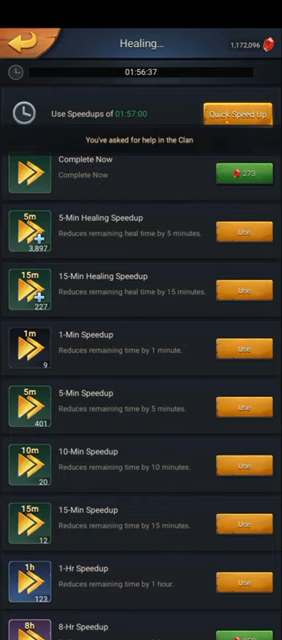 Healing...
1,172,096
01:56:37
Use Speedups of 01:57:00
Quick Speed Up
You've asked for help in the Clan
Complete Now
Complete Now
273
5m
3,897
5-Min Healing Speedup
Reduces remaining heal time by 5 minutes.
Use
15m
227
15-Min Healing Speedup
Reduces remaining heal time by 15 minutes.
Use
1m
9
1-Min Speedup
Reduces remaining time by 1 minute.
Use
5m
401
5-Min Speedup
Reduces remaining time by 5 minutes.
Use
10m
20
10-Min Speedup
Reduces remaining time by 10 minutes.
Use
15m
12
15-Min Speedup
Reduces remaining time by 15 minutes.
Use
1h
123
1-Hr Speedup
Reduces remaining time by 1 hour.
Use
8h
8-Hr Speedup